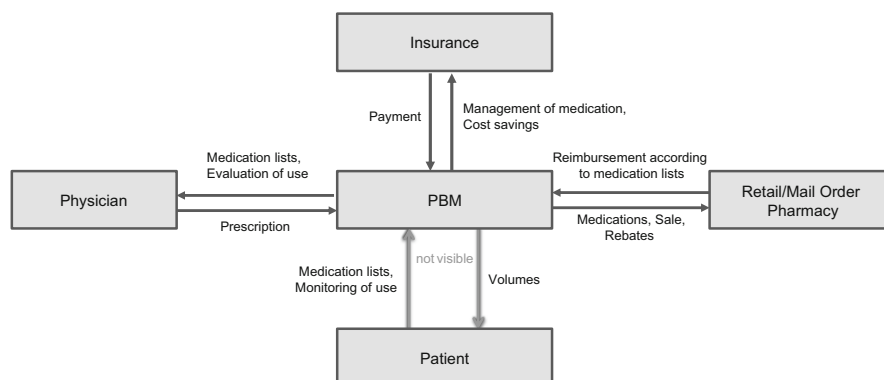 Insurance
Payment
Management of medication,
Cost savings
Medication lists,
Evaluation of use
Reimbursement according
to medication lists
Physician
PBM
Retail/Mail Order
Pharmacy
Prescription
Medications, Sale,
Rebates
not visible
Medication lists,
Monitoring of use
Volumes
Patient